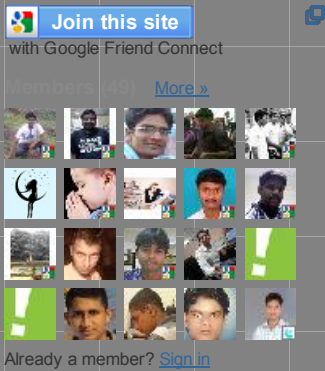 Join this site
with Google Friend Connect
Members (49) More »
Already a member? Sign in